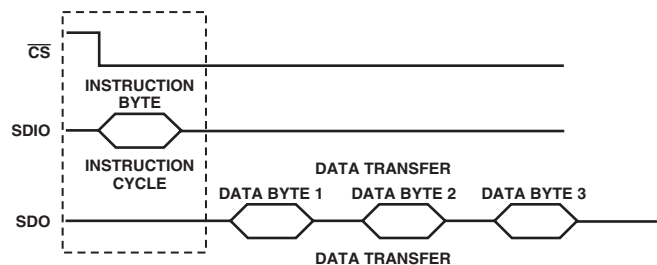 CS
INSTRUCTION
BYTE
SDIO
INSTRUCTION
CYCLE
DATA TRANSFER
DATA BYTE 1 DATA BYTE 2 DATA BYTE 3
SDO
DATA TRANSFER